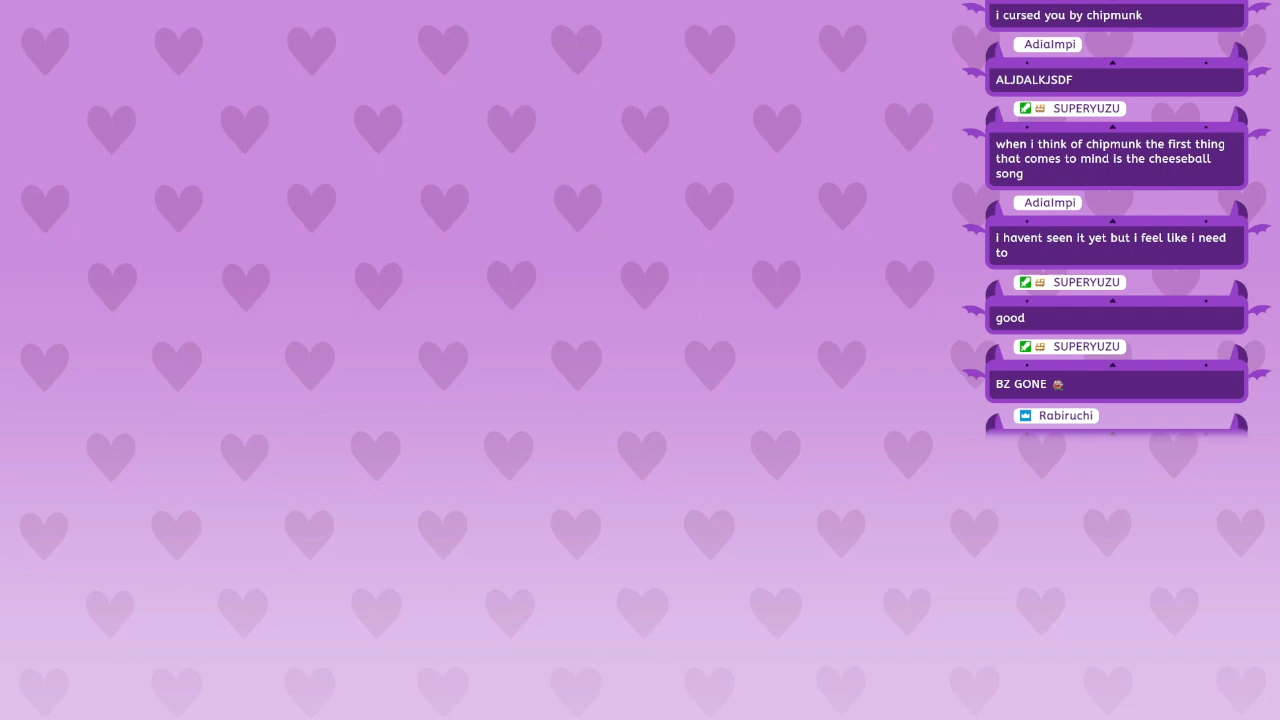 i cursed you by chipmunk
AdiaImpi
ALJDALKJSDF
SUPERYUZU
when i think of chipmunk the first thing
that comes to mind is the cheeseball
song
AdiaImpi
i havent seen it yet but i feel like i need
to
SUPERYUZU
good
SUPERYUZU
BZ GONE
Rabiruchi